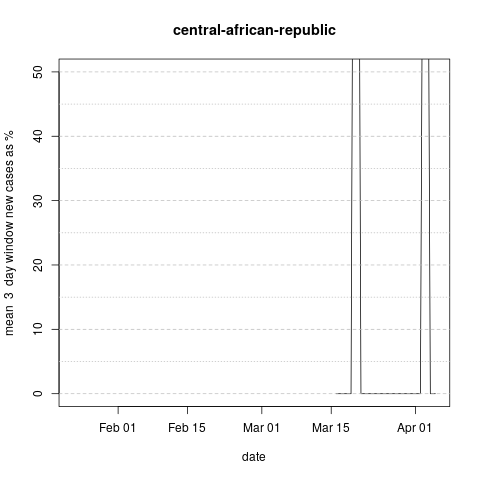 central-african-republic
mean 3 day window new cases as %
50
40
30
20
10
0
Feb 01 Feb 15 Mar 01 Mar 15 Apr 01
date